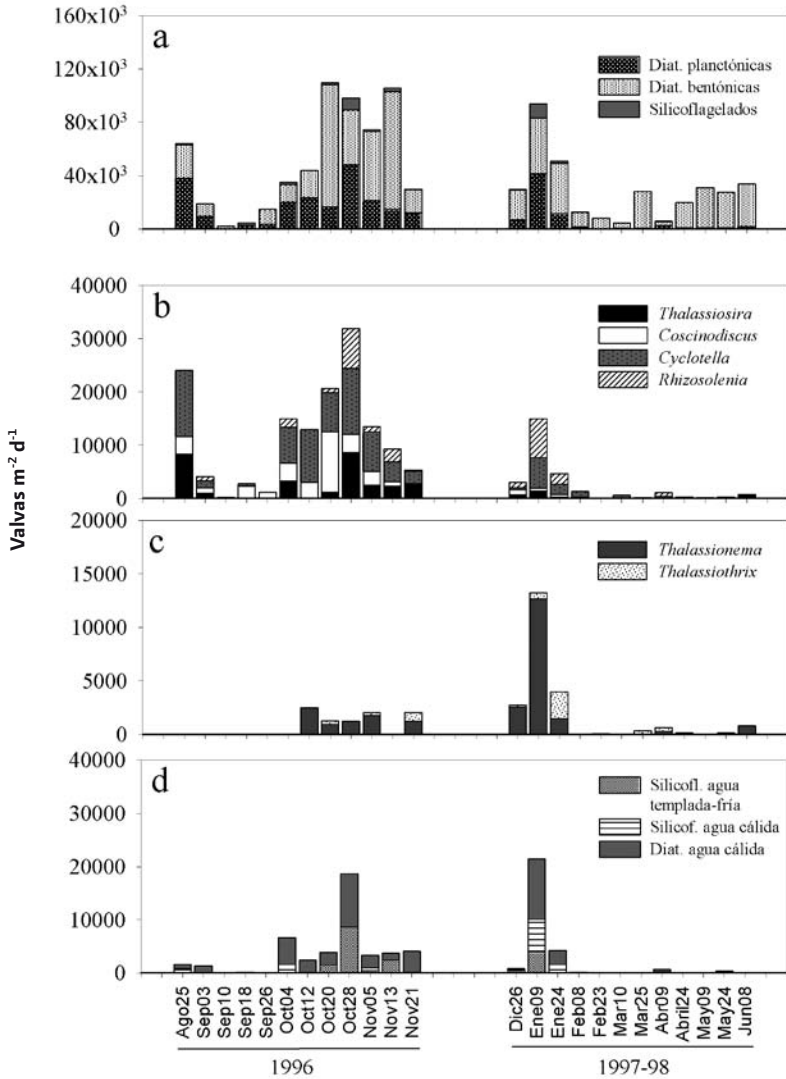 Valvas m-2 d-1
a
160x10³
120x10³
80x10³
40x10³
0
Diat. planctónicas
Diat. bentónicas
Silicoflagelados
b
40000
30000
20000
10000
0
Thalassiosira
Coscinodiscus
Cyclotella
Rhizosolenia
c
20000
15000
10000
5000
0
Thalassionema
Thalassiothrix
d
40000
30000
20000
10000
0
Silicofl. agua
templada-fría
Silicof. agua cálida
Diat. agua cálida
Ago25
Sep03
Sep10
Sep18
Sep26
Oct04
Oct12
Oct20
Oct28
Nov05
Nov13
Nov21
Dic26
Ene09
Ene24
Feb08
Feb23
Mar10
Mar25
Abr09
Abril24
May09
May24
Jun08
1996
1997-98